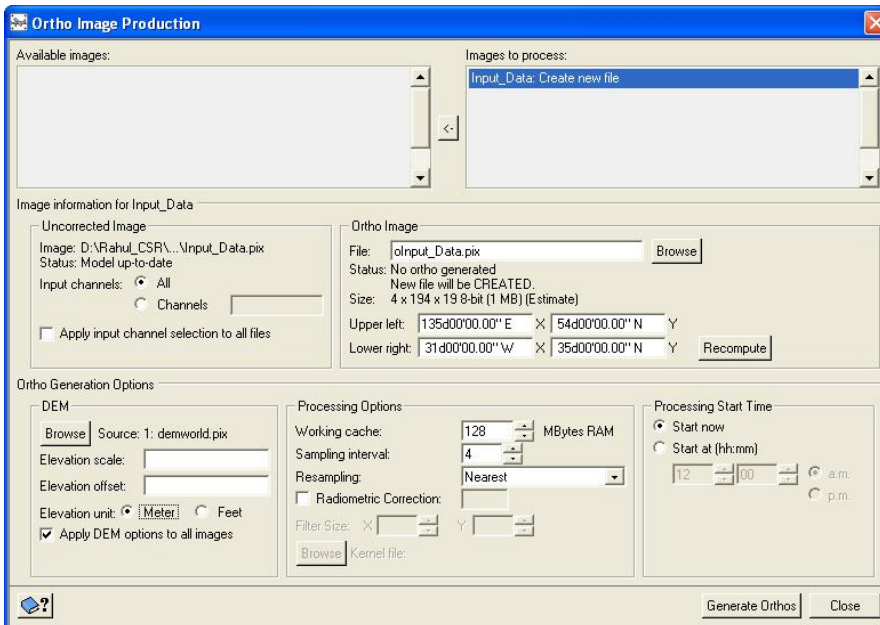 Ortho Image Production
Available images:
Images to process:
Input_Data: Create new file
<-
Image information for Input_Data
Uncorrected Image
Image: D:\Rahul_CSR\...\Input_Data.pix
Status: Model up-to-date
Input channels: All
Channels
Apply input channel selection to all files
Ortho Image
File: oInput_Data.pix Browse
Status: No ortho generated
New file will be CREATED.
Size: 4 x 194 x 19 8-bit (1 MB) (Estimate)
Upper left: 135d00'00.00" E X 54d00'00.00" N Y
Lower right: 31d00'00.00" W X 35d00'00.00" N Y Recompute
Ortho Generation Options
DEM
Browse Source: 1: demworld.pix
Elevation scale:
Elevation offset:
Elevation unit: Meter Feet
Apply DEM options to all images
Processing Options
Working cache: 128 MBytes RAM
Sampling interval: 4
Resampling: Nearest
Radiometric Correction:
Filter Size: X Y
Browse Kernel file:
Processing Start Time
Start now
Start at (hh:mm)
12 00 a.m.
p.m.
?
Generate Orthos Close